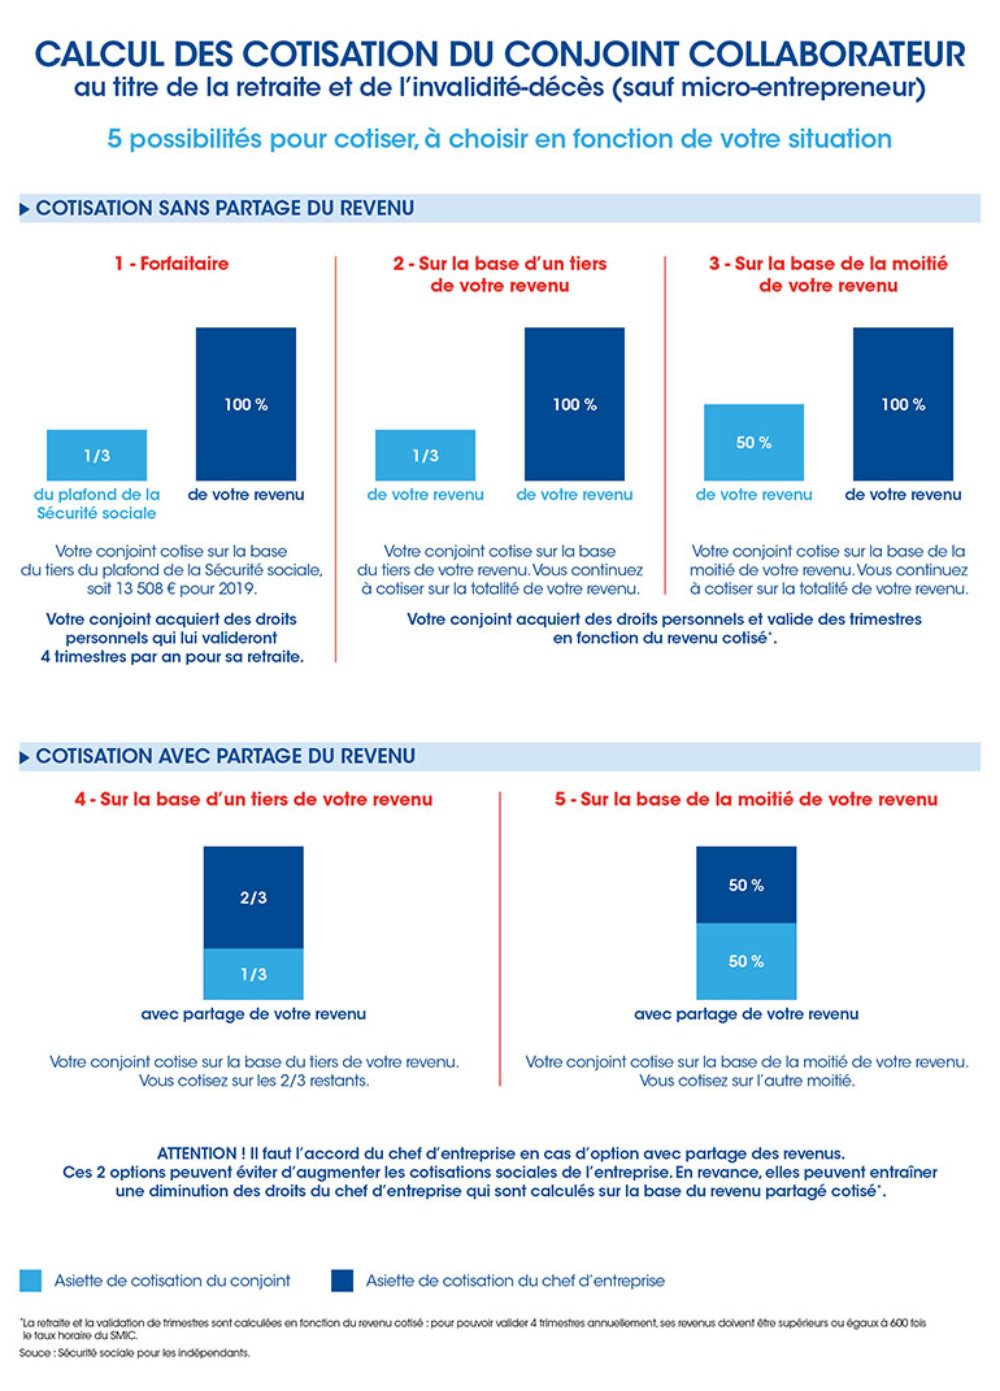 CALCUL DES COTISATION DU CONJOINT COLLABORATEUR
au titre de la retraite et de l'invalidité-décès (sauf micro-entrepreneur)
5 possibilités pour cotiser, à choisir en fonction de votre situation
COTISATION SANS PARTAGE DU REVENU
1 - Forfaitaire
1/3
100 %
du plafond de la
Sécurité sociale
de votre revenu
Votre conjoint cotise sur la base
du tiers du plafond de la Sécurité sociale,
soit 13 508 € pour 2019.
Votre conjoint acquiert des droits
personnels qui lui valideront
4 trimestres par an pour sa retraite.
2 - Sur la base d'un tiers
de votre revenu
1/3
100 %
de votre revenu
de votre revenu
Votre conjoint cotise sur la base
du tiers de votre revenu. Vous continuez
à cotiser sur la totalité de votre revenu.
3 - Sur la base de la moitié
de votre revenu
50 %
100 %
de votre revenu
de votre revenu
Votre conjoint cotise sur la base de la
moitié de votre revenu. Vous continuez
à cotiser sur la totalité de votre revenu.
Votre conjoint acquiert des droits personnels et valide des trimestres
en fonction du revenu cotisé*.
COTISATION AVEC PARTAGE DU REVENU
4 - Sur la base d'un tiers de votre revenu
2/3
1/3
avec partage de votre revenu
Votre conjoint cotise sur la base du tiers de votre revenu.
Vous cotisez sur les 2/3 restants.
5 - Sur la base de la moitié de votre revenu
50 %
50 %
avec partage de votre revenu
Votre conjoint cotise sur la base de la moitié de votre revenu.
Vous cotisez sur l'autre moitié.
ATTENTION ! Il faut l'accord du chef d'entreprise en cas d'option avec partage des revenus.
Ces 2 options peuvent éviter d'augmenter les cotisations sociales de l'entreprise. En revance, elles peuvent entraîner
une diminution des droits du chef d'entreprise qui sont calculés sur la base du revenu partagé cotisé*.
Asiette de cotisation du conjoint
Asiette de cotisation du chef d'entreprise
*La retraite et la validation de trimestres sont calculées en fonction du revenu cotisé : pour pouvoir valider 4 trimestres annuellement, ses revenus doivent être supérieurs ou égaux à 600 fois
le taux horaire du SMIC.
Souce : Sécurité sociale pour les indépendants.